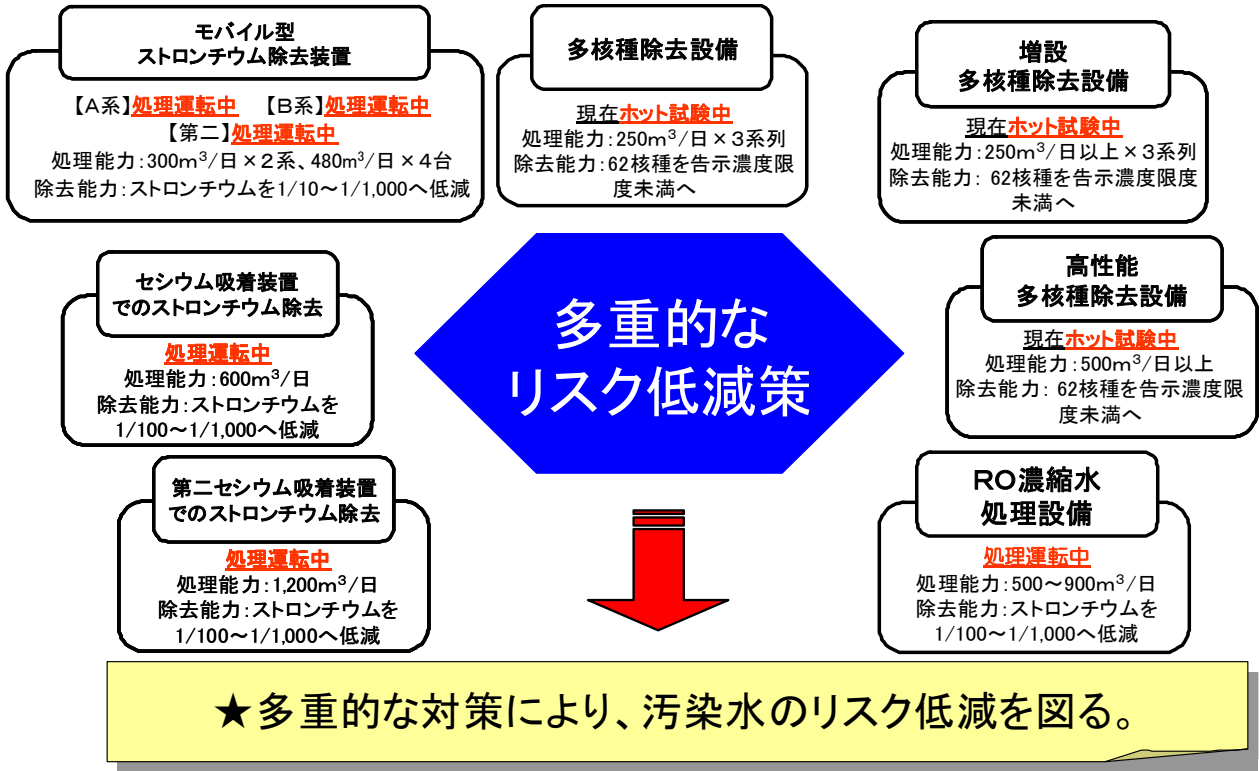 モバイル型
ストロンチウム除去装置
【A系】処理運転中 【B系】処理運転中
【第二】処理運転中
処理能力:300m³/日×2系、480m³/日×4台
除去能力:ストロンチウムを1/10～1/1,000へ低減
多核種除去設備
現在ホット試験中
処理能力:250m³/日×3系列
除去能力:62核種を告示濃度限
度未満へ
増設
多核種除去設備
現在ホット試験中
処理能力:250m³/日以上×3系列
除去能力: 62核種を告示濃度限度
未満へ
セシウム吸着装置
でのストロンチウム除去
処理運転中
処理能力:600m³/日
除去能力:ストロンチウムを
1/100～1/1,000へ低減
多重的な
リスク低減策
高性能
多核種除去設備
現在ホット試験中
処理能力:500m³/日以上
除去能力: 62核種を告示濃度限
度未満へ
第二セシウム吸着装置
でのストロンチウム除去
処理運転中
処理能力:1,200m³/日
除去能力:ストロンチウムを
1/100～1/1,000へ低減
RO濃縮水
処理設備
処理運転中
処理能力:500～900m³/日
除去能力:ストロンチウムを
1/100～1/1,000へ低減
★多重的な対策により、汚染水のリスク低減を図る。